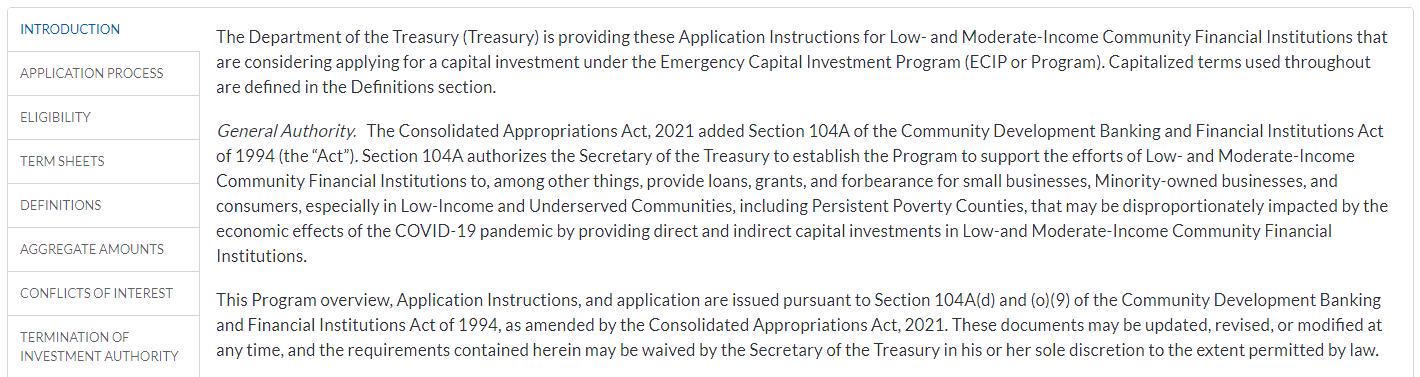 INTRODUCTION
APPLICATION PROCESS
ELIGIBILITY
TERM SHEETS
DEFINITIONS
AGGREGATE AMOUNTS
CONFLICTS OF INTEREST
TERMINATION OF
INVESTMENT AUTHORITY
The Department of the Treasury (Treasury) is providing these Application Instructions for Low- and Moderate-Income Community Financial Institutions that
are considering applying for a capital investment under the Emergency Capital Investment Program (ECIP or Program). Capitalized terms used throughout
are defined in the Definitions section.
General Authority. The Consolidated Appropriations Act, 2021 added Section 104A of the Community Development Banking and Financial Institutions Act
of 1994 (the “Act”). Section 104A authorizes the Secretary of the Treasury to establish the Program to support the efforts of Low- and Moderate-Income
Community Financial Institutions to, among other things, provide loans, grants, and forbearance for small businesses, Minority-owned businesses, and
consumers, especially in Low-Income and Underserved Communities, including Persistent Poverty Counties, that may be disproportionately impacted by the
economic effects of the COVID-19 pandemic by providing direct and indirect capital investments in Low-and Moderate-Income Community Financial
Institutions.
This Program overview, Application Instructions, and application are issued pursuant to Section 104A(d) and (o)(9) of the Community Development Banking
and Financial Institutions Act of 1994, as amended by the Consolidated Appropriations Act, 2021. These documents may be updated, revised, or modified at
any time, and the requirements contained herein may be waived by the Secretary of the Treasury in his or her sole discretion to the extent permitted by law.